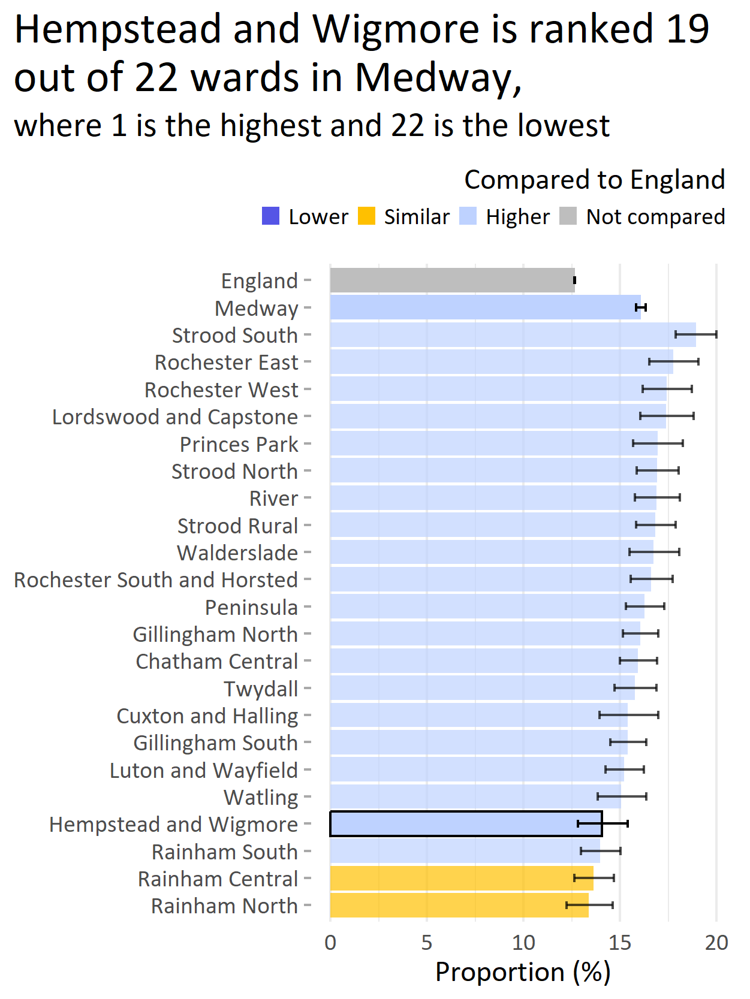 Hempstead and Wigmore is ranked 19
out of 22 wards in Medway,
where 1 is the highest and 22 is the lowest
Compared to England
Lower Similar Higher Not compared
England
Medway
Strood South
Rochester East
Rochester West
Lordswood and Capstone
Princes Park
Strood North
River
Strood Rural
Walderslade
Rochester South and Horsted
Peninsula
Gillingham North
Chatham Central
Twydall
Cuxton and Halling
Gillingham South
Luton and Wayfield
Watling
Hempstead and Wigmore
Rainham South
Rainham Central
Rainham North
0 5 10 15 20
Proportion (%)